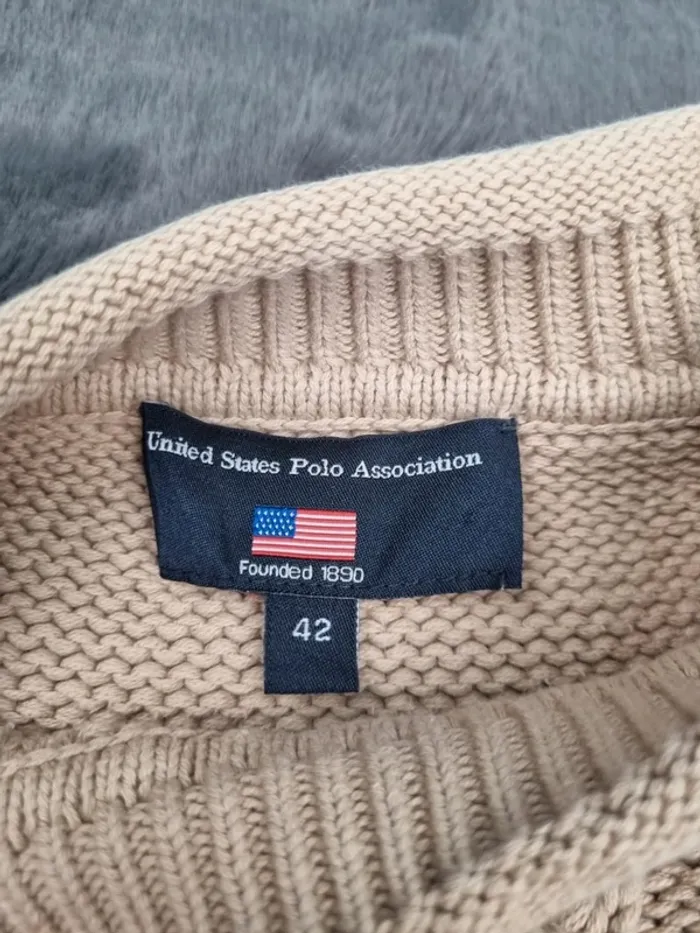 United States Polo Association
Founded 1890
42